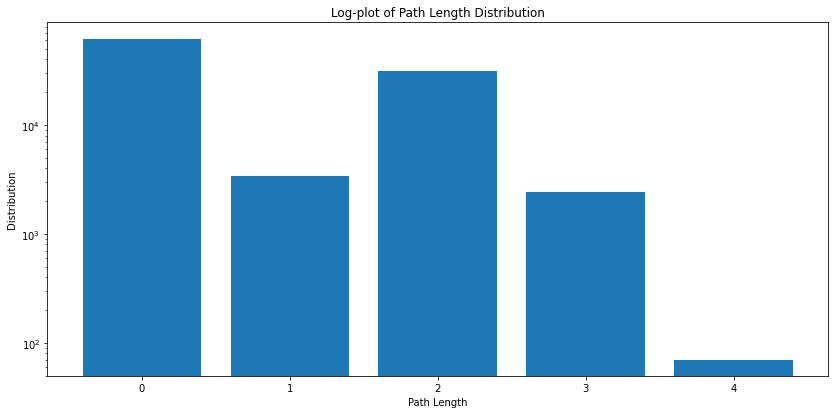 Log-plot of Path Length Distribution
Distribution
10⁴
10³
10²
0 1 2 3 4
Path Length